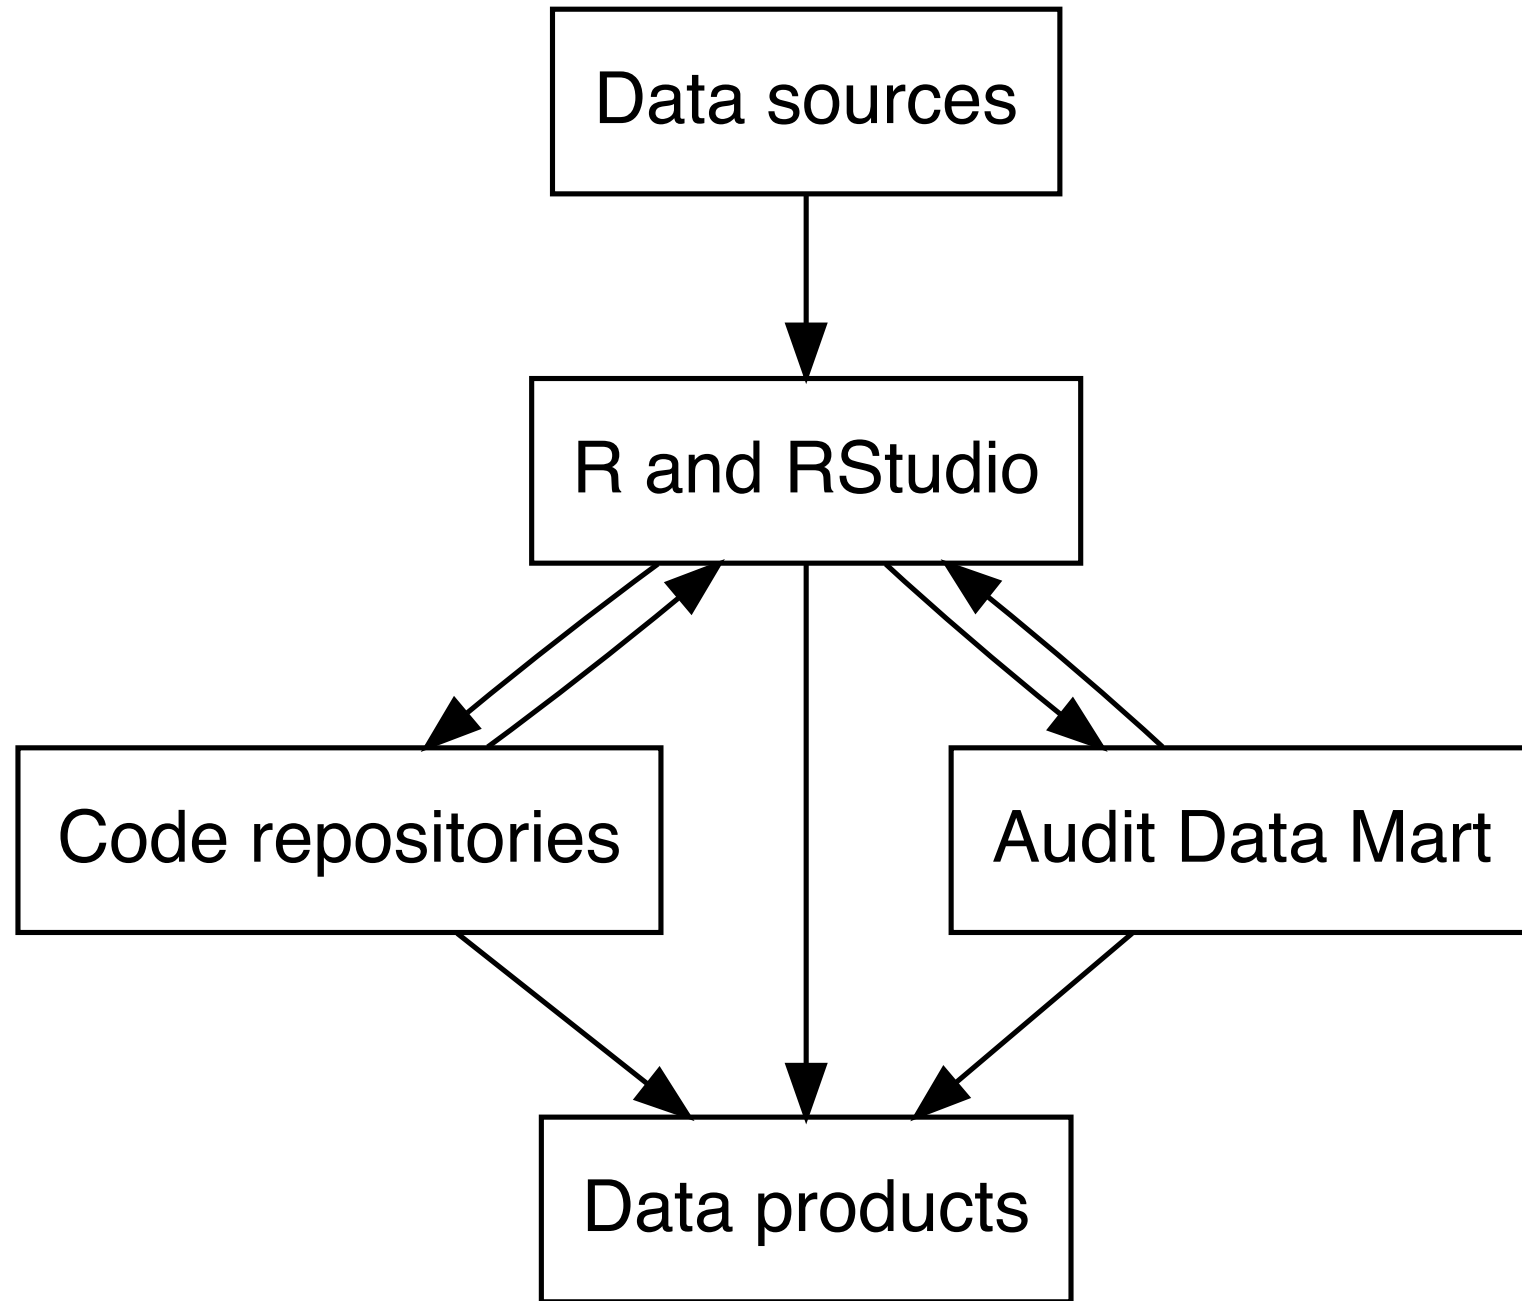 Data sources
R and RStudio
Code repositories
Audit Data Mart
Data products